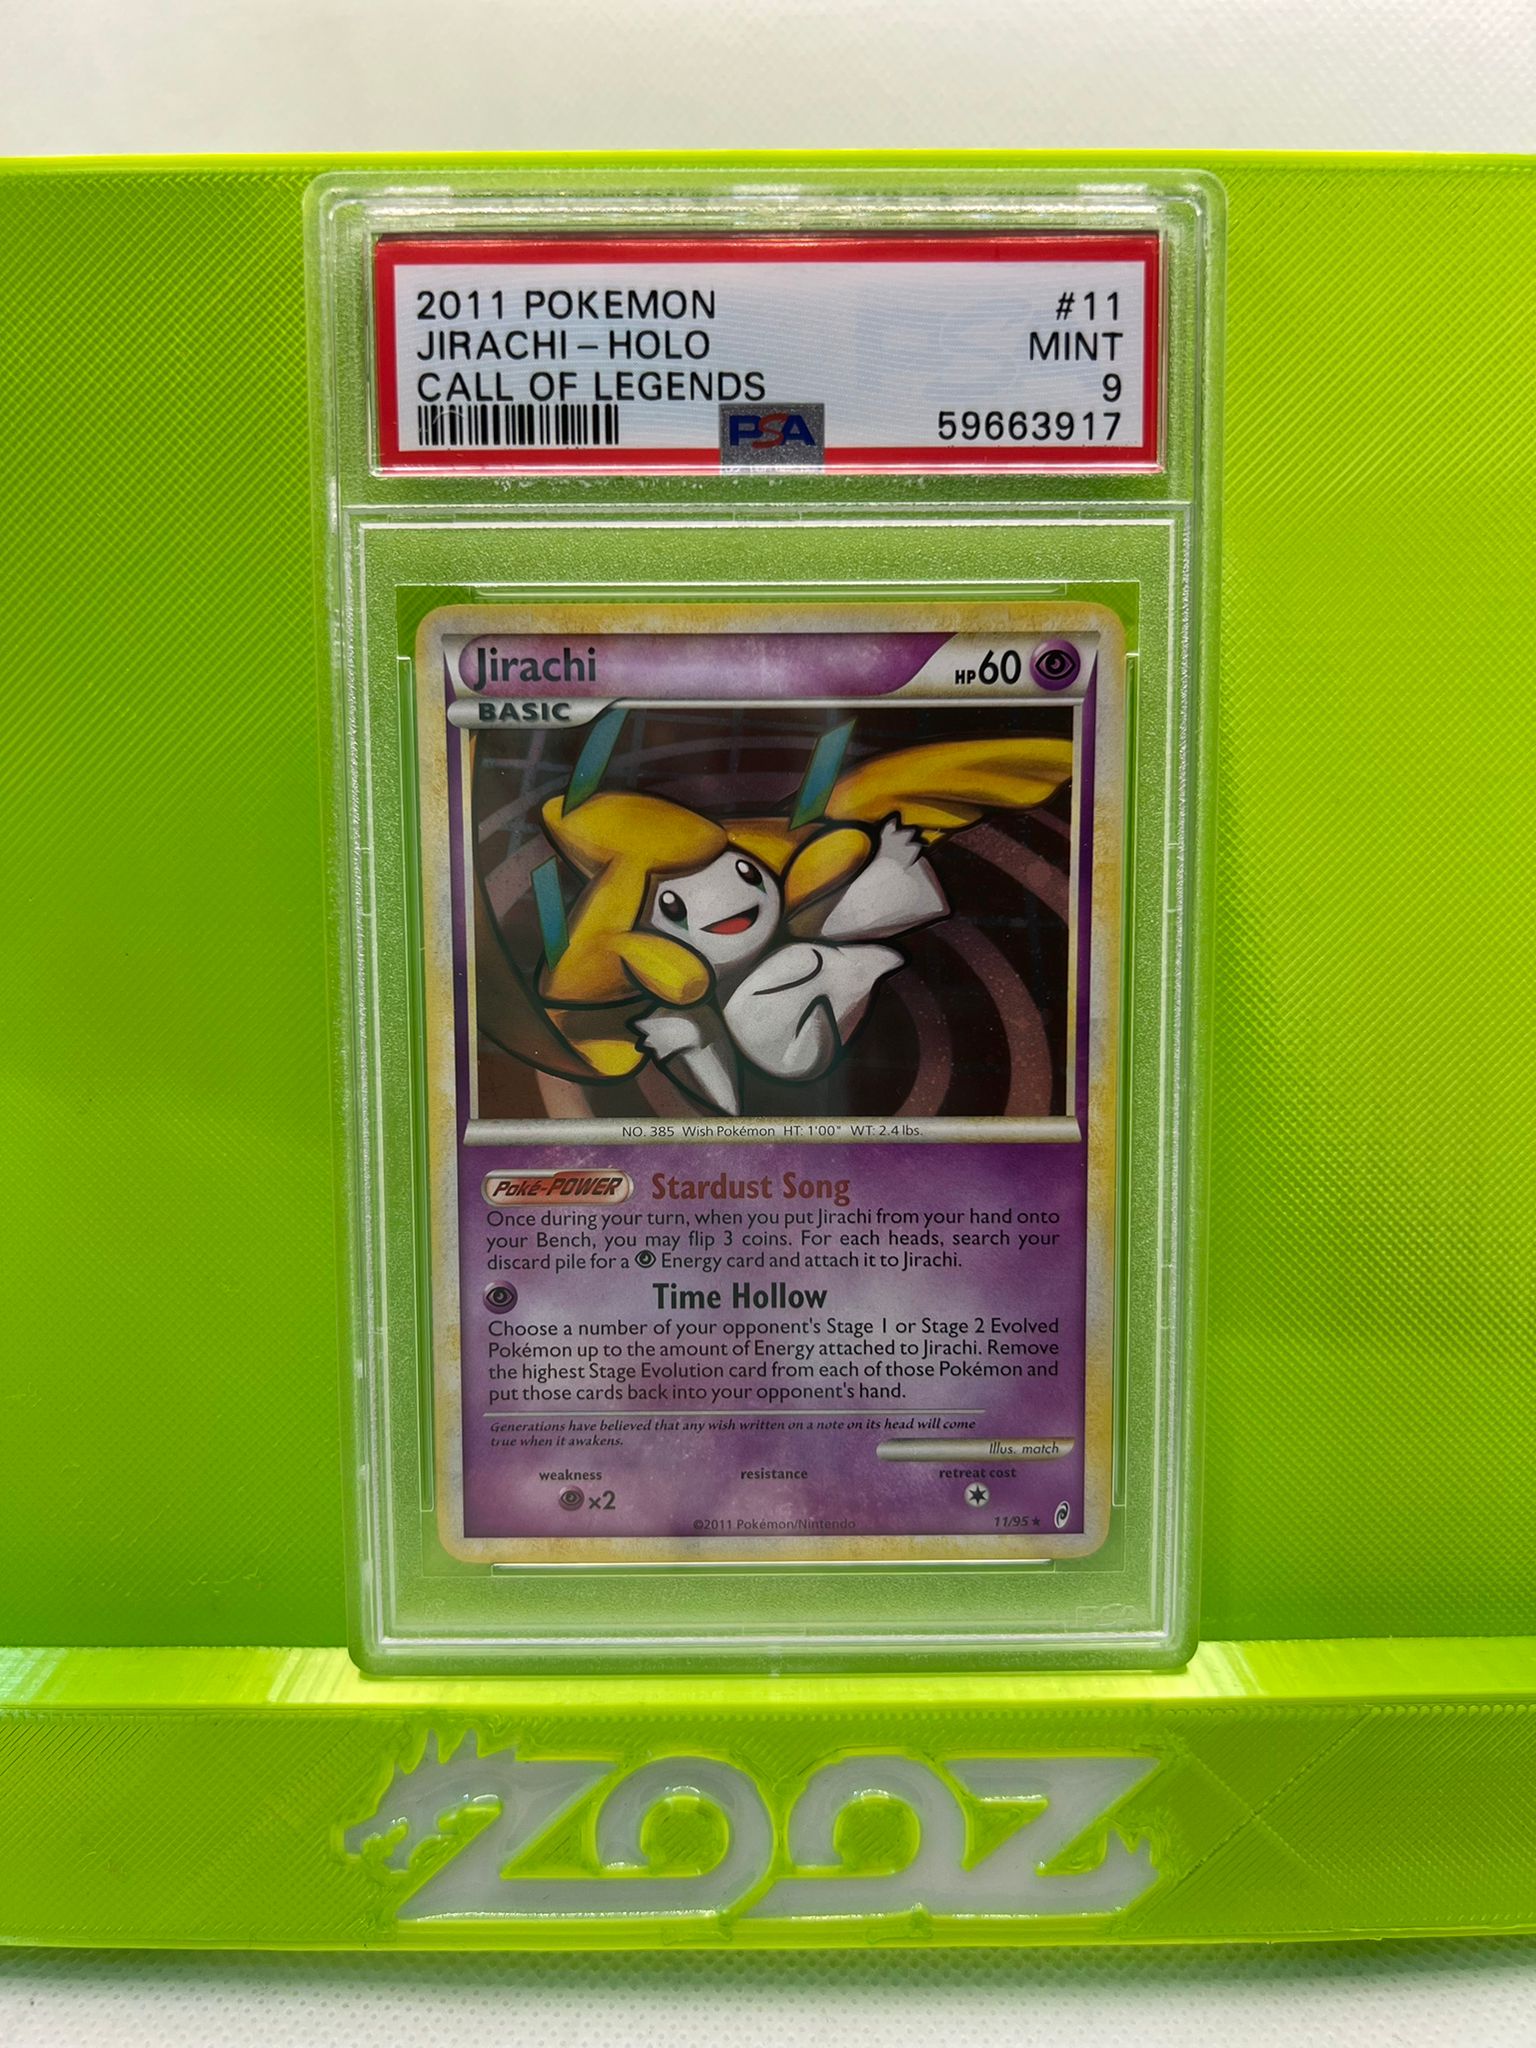 2011 POKEMON #11
JIRACHI – HOLO MINT
CALL OF LEGENDS 9
PSA 59663917
Jirachi HP60
BASIC
NO. 385 Wish Pokémon HT: 1'00" WT: 2.4 lbs.
Poké-POWER Stardust Song
Once during your turn, when you put Jirachi from your hand onto
your Bench, you may flip 3 coins. For each heads, search your
discard pile for a Energy card and attach it to Jirachi.
Time Hollow
Choose a number of your opponent's Stage 1 or Stage 2 Evolved
Pokémon up to the amount of Energy attached to Jirachi. Remove
the highest Stage Evolution card from each of those Pokémon and
put those cards back into your opponent's hand.
Generations have believed that any wish written on a note on its head will come
true when it awakens.
Illus. match
weakness resistance retreat cost
×2
©2011 Pokémon/Nintendo 11/95 ★
PSA
ZOOZ